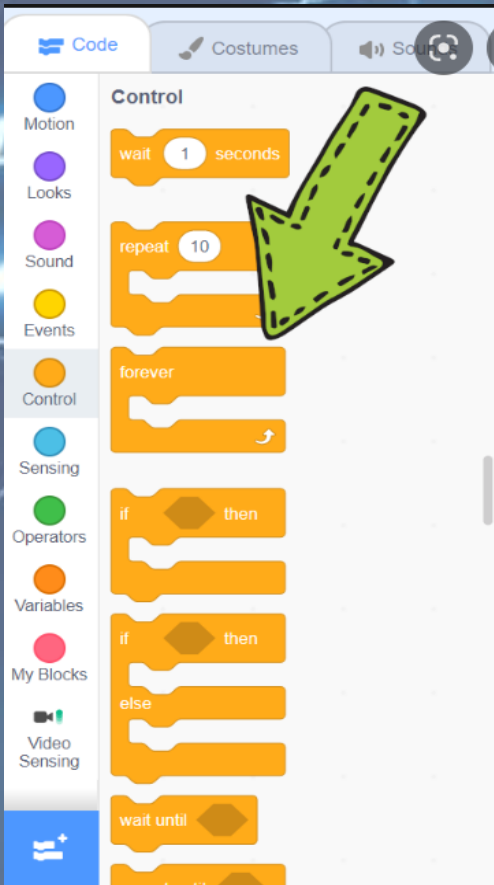 Code
Costumes
Motion
Looks
Sound
Events
Control
Sensing
Operators
Variables
My Blocks
Video
Sensing
Control
wait 1 seconds
repeat 10
forever
if then
if then
else
wait until